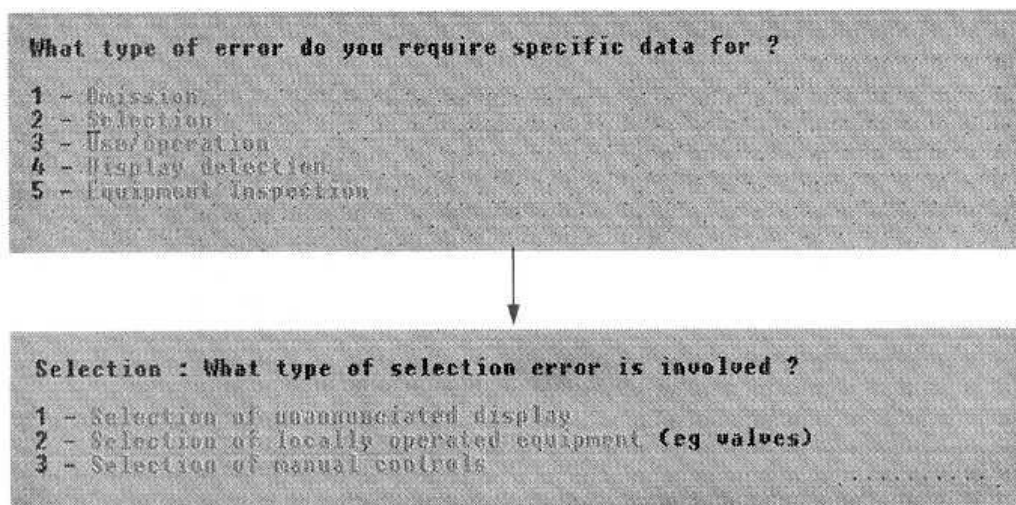 What type of error do you require specific data for ?
1 - Omission
2 - Selection
3 - Use/operation
4 - Display detection
5 - Equipment Inspection
Selection : What type of selection error is involved ?
1 - Selection of unannunciated display
2 - Selection of locally operated equipment (eg valves)
3 - Selection of manual controls